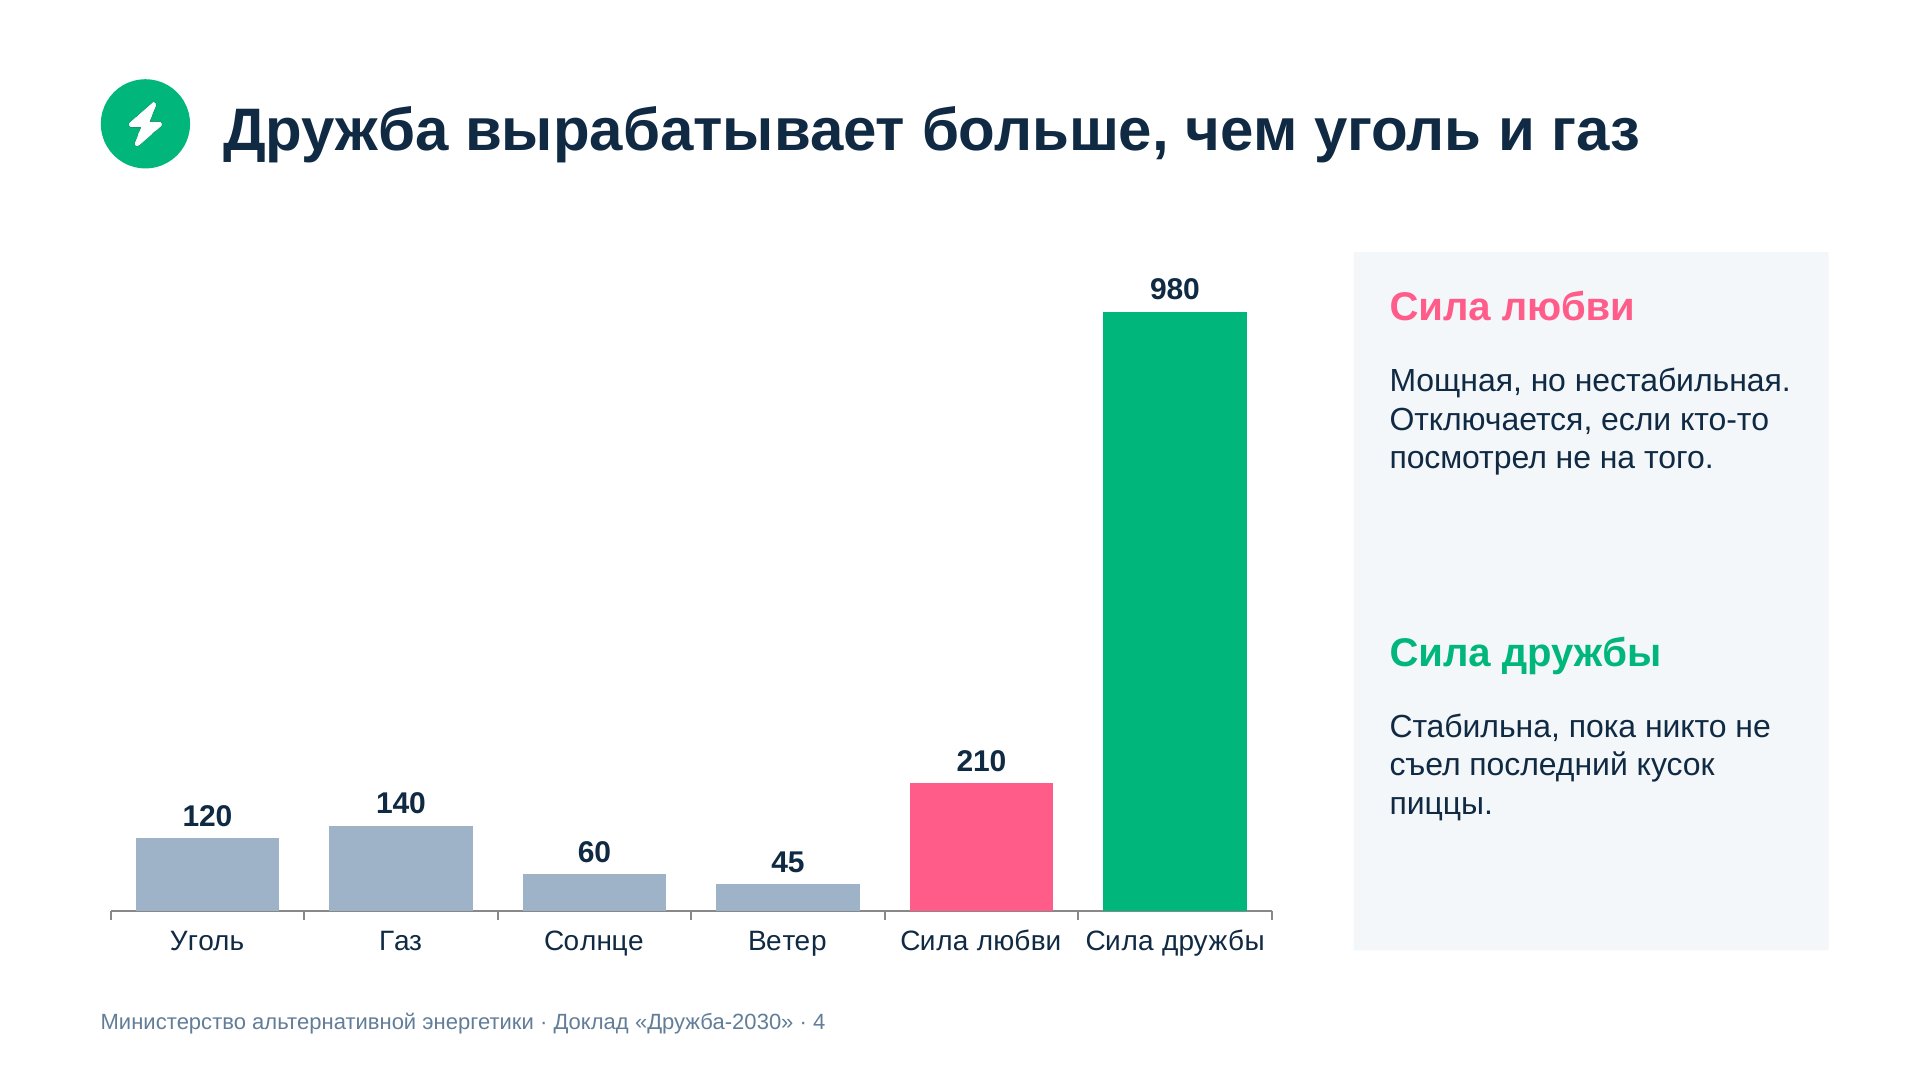 Дружба вырабатывает больше, чем уголь и газ
980
210
120
140
60
45
Уголь
Газ
Солнце
Ветер
Сила любви
Сила дружбы
Сила любви
Мощная, но нестабильная.
Отключается, если кто-то
посмотрел не на того.
Сила дружбы
Стабильна, пока никто не
съел последний кусок
пиццы.
Министерство альтернативной энергетики · Доклад «Дружба-2030» · 4